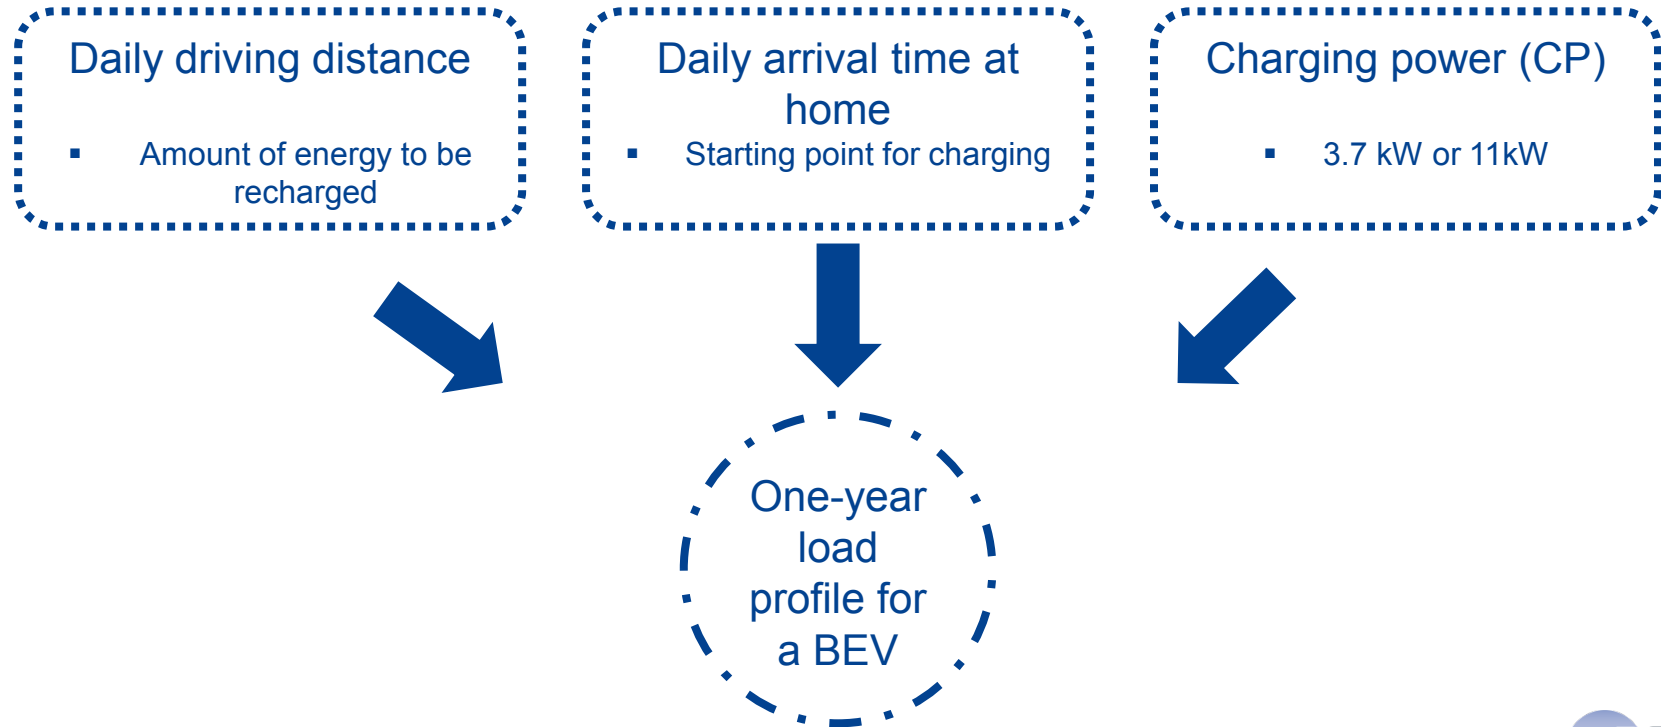 Daily driving distance
▪ Amount of energy to be
recharged
Daily arrival time at
home
▪ Starting point for charging
Charging power (CP)
▪ 3.7 kW or 11kW
One-year
load
profile for
a BEV